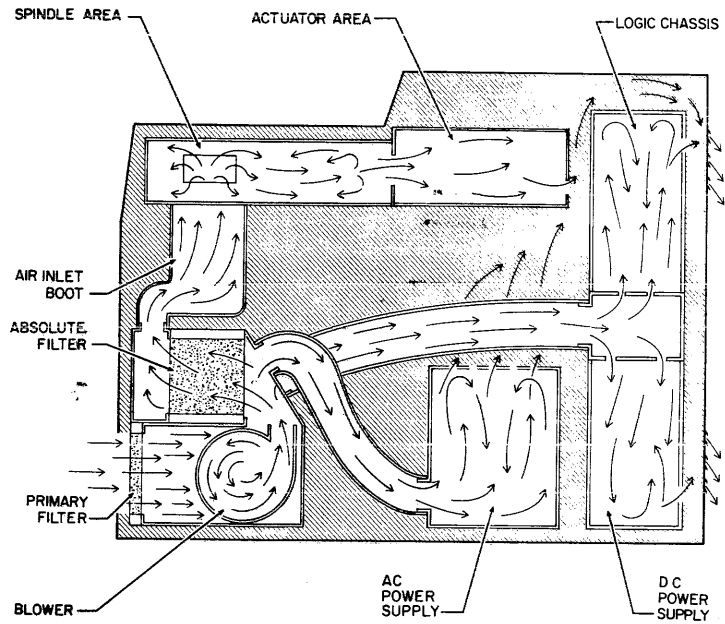 SPINDLE AREA
ACTUATOR AREA
LOGIC CHASSIS
AIR INLET
BOOT
ABSOLUTE
FILTER
PRIMARY
FILTER
BLOWER
AC
POWER
SUPPLY
DC
POWER
SUPPLY